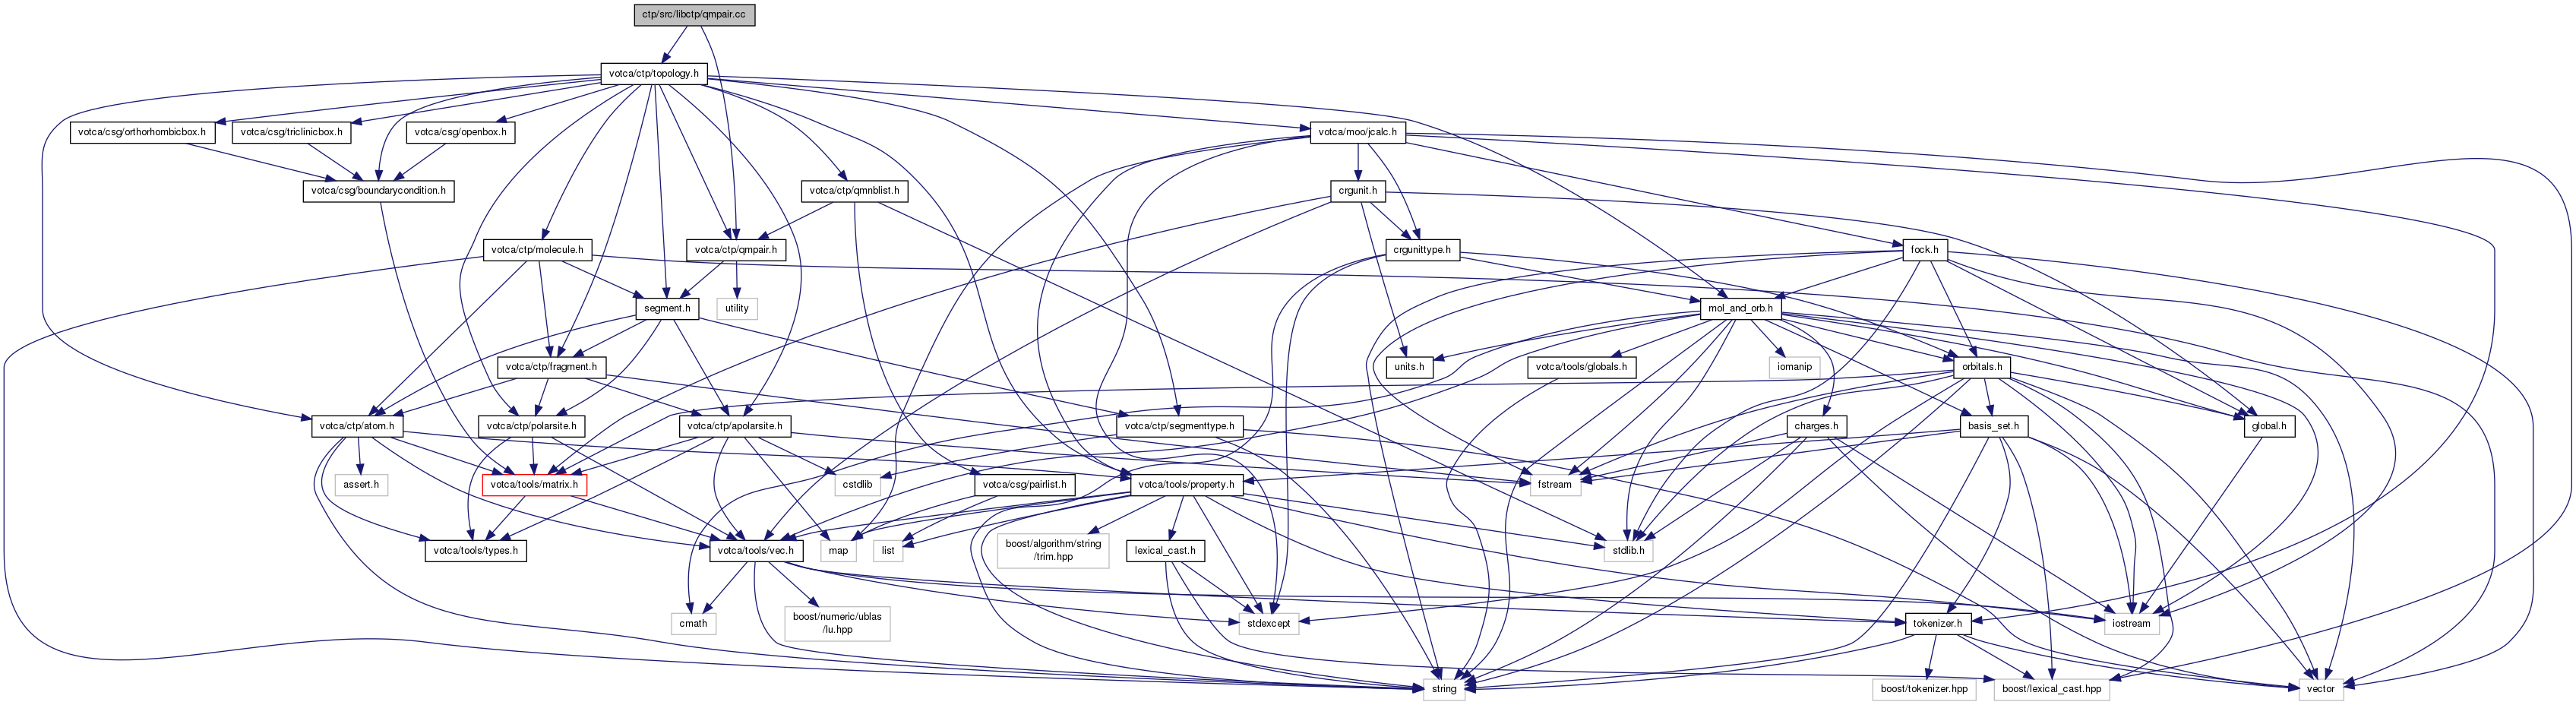 ctp/src/libctp/qmpair.cc
votca/ctp/topology.h
votca/csg/orthorhombicbox.h
votca/csg/triclinicbox.h
votca/csg/openbox.h
votca/moo/jcalc.h
votca/csg/boundarycondition.h
votca/ctp/qmnblist.h
crgunit.h
votca/ctp/molecule.h
votca/ctp/qmpair.h
crgunittype.h
fock.h
segment.h
utility
mol_and_orb.h
votca/ctp/fragment.h
units.h
votca/tools/globals.h
iomanip
orbitals.h
votca/ctp/atom.h
votca/ctp/polarsite.h
votca/ctp/apolarsite.h
votca/ctp/segmenttype.h
charges.h
basis_set.h
global.h
assert.h
votca/tools/matrix.h
cstdlib
votca/csg/pairlist.h
votca/tools/property.h
fstream
votca/tools/types.h
votca/tools/vec.h
map
list
boost/algorithm/string
/trim.hpp
lexical_cast.h
stdlib.h
cmath
boost/numeric/ublas
/lu.hpp
stdexcept
tokenizer.h
iostream
string
boost/tokenizer.hpp
boost/lexical_cast.hpp
vector